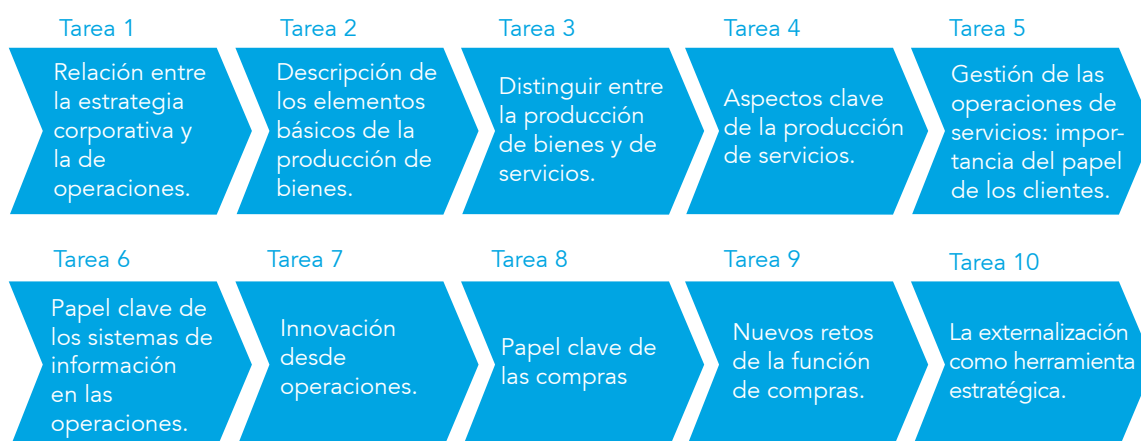 Tarea 1
Relación entre
la estrategia
corporativa y
la de
operaciones.
Tarea 2
Descripción de
los elementos
básicos de la
producción de
bienes.
Tarea 3
Distinguir entre
la producción
de bienes y de
servicios.
Tarea 4
Aspectos clave
de la producción
de servicios.
Tarea 5
Gestión de las
operaciones de
servicios: impor-
tancia del papel
de los clientes.
Tarea 6
Papel clave de
los sistemas de
información
en las
operaciones.
Tarea 7
Innovación
desde
operaciones.
Tarea 8
Papel clave de
las compras
Tarea 9
Nuevos retos
de la función
de compras.
Tarea 10
La externalización
como herramienta
estratégica.